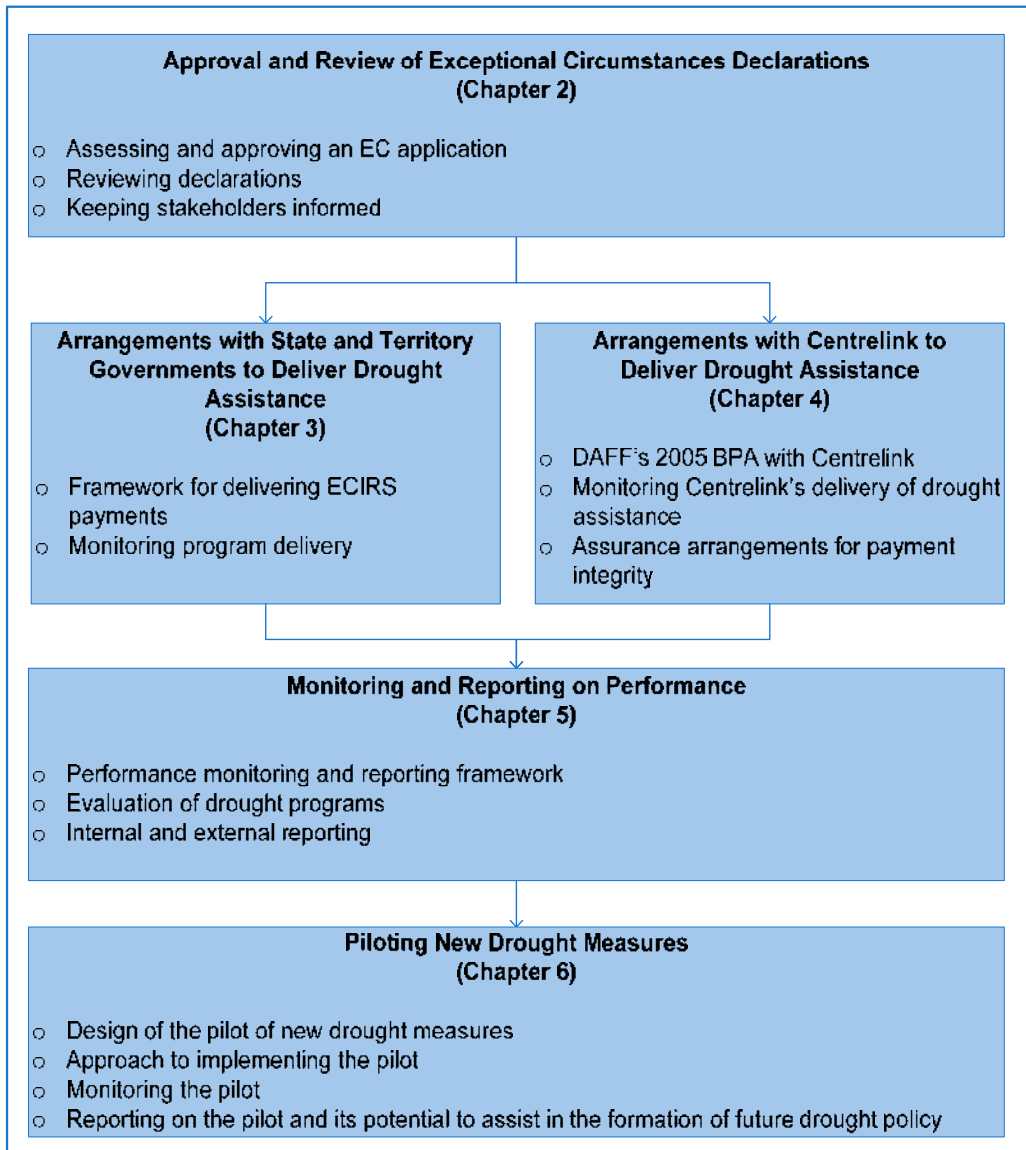 Approval and Review of Exceptional Circumstances Declarations
(Chapter 2)
o Assessing and approving an EC application
o Reviewing declarations
o Keeping stakeholders informed
Arrangements with State and Territory
Governments to Deliver Drought
Assistance
(Chapter 3)
o Framework for delivering ECIRS
payments
o Monitoring program delivery
Arrangements with Centrelink to
Deliver Drought Assistance
(Chapter 4)
o DAFF's 2005 BPA with Centrelink
o Monitoring Centrelink's delivery of drought
assistance
o Assurance arrangements for payment
integrity
Monitoring and Reporting on Performance
(Chapter 5)
o Performance monitoring and reporting framework
o Evaluation of drought programs
o Internal and external reporting
Piloting New Drought Measures
(Chapter 6)
o Design of the pilot of new drought measures
o Approach to implementing the pilot
o Monitoring the pilot
o Reporting on the pilot and its potential to assist in the formation of future drought policy